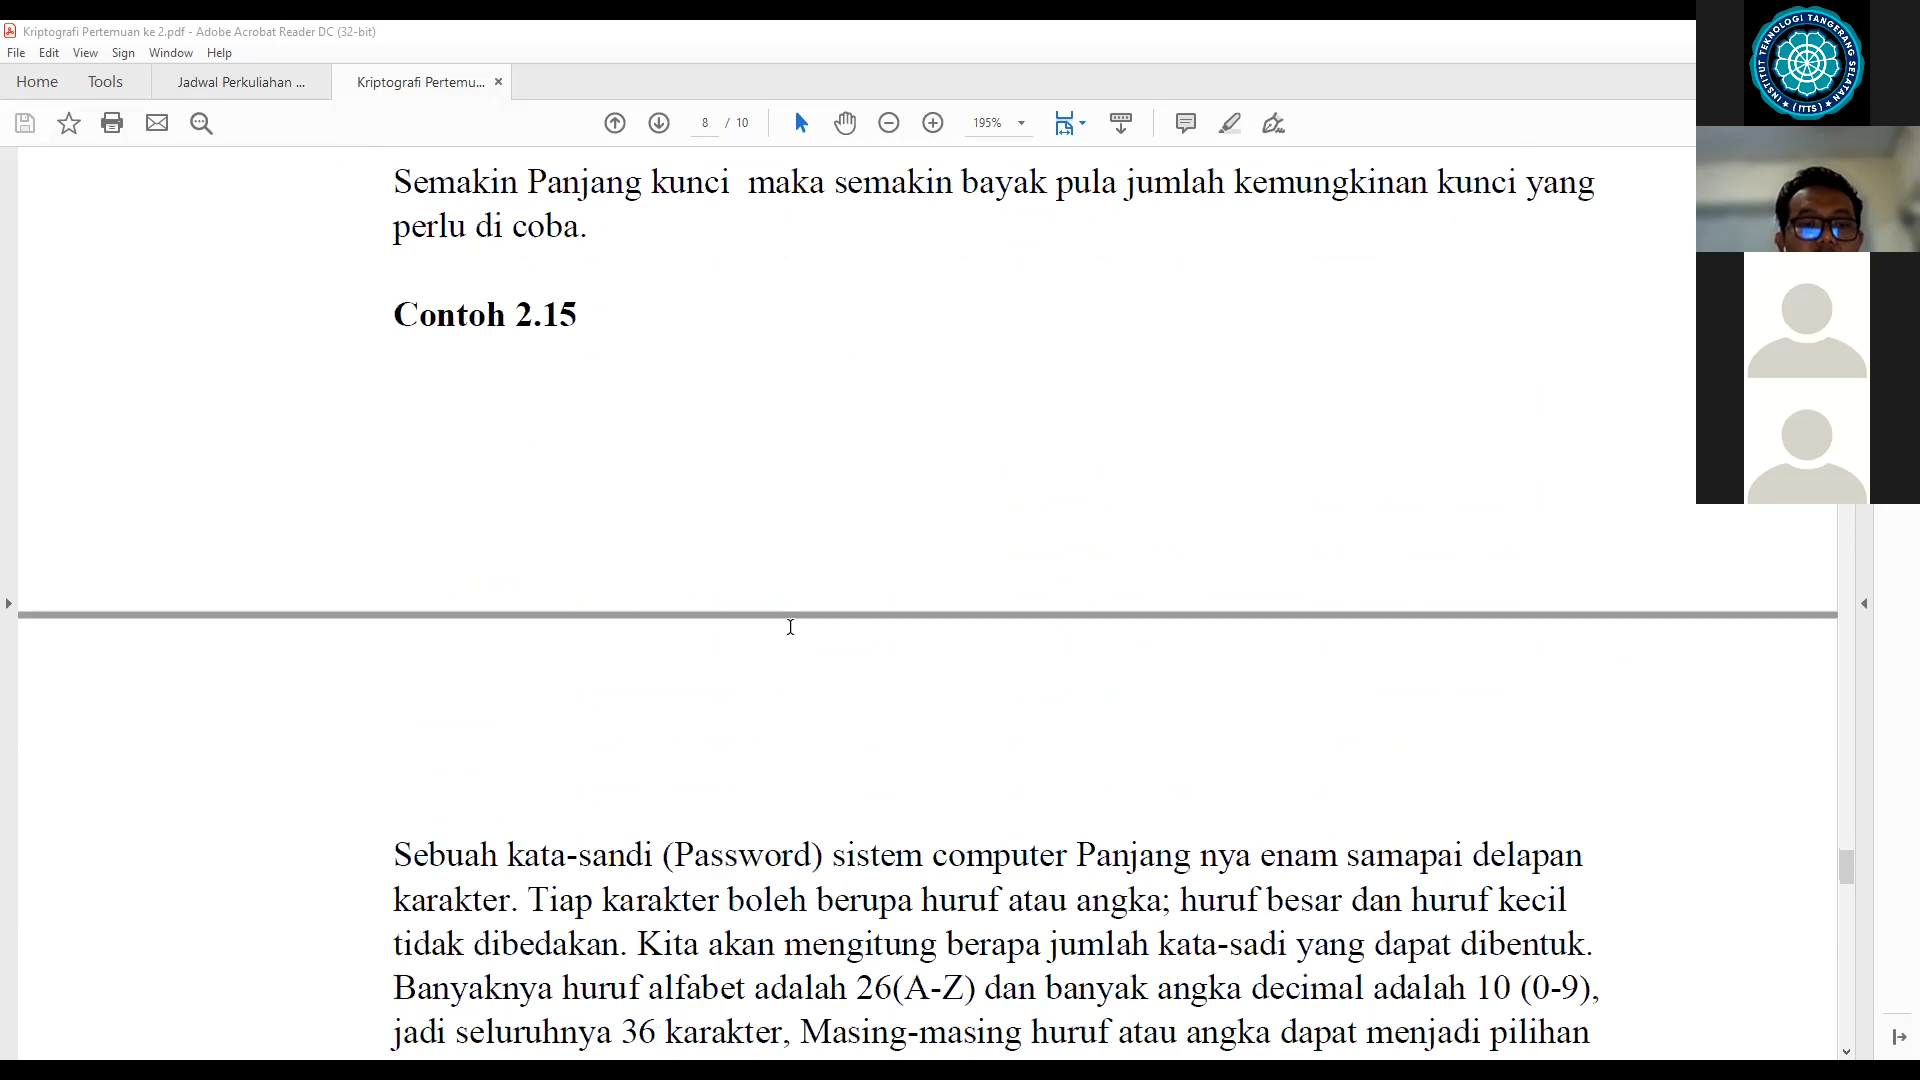 Kriptografi Pertemuan ke 2.pdf - Adobe Acrobat Reader DC (32-bit)
File Edit View Sign Window Help
Home Tools Jadwal Perkuliahan ... Kriptografi Pertemu... ×
8 / 10 195%
Semakin Panjang kunci maka semakin bayak pula jumlah kemungkinan kunci yang
perlu di coba.
Contoh 2.15
Sebuah kata-sandi (Password) sistem computer Panjang nya enam samapai delapan
karakter. Tiap karakter boleh berupa huruf atau angka; huruf besar dan huruf kecil
tidak dibedakan. Kita akan mengitung berapa jumlah kata-sadi yang dapat dibentuk.
Banyaknya huruf alfabet adalah 26(A-Z) dan banyak angka decimal adalah 10 (0-9),
jadi seluruhnya 36 karakter, Masing-masing huruf atau angka dapat menjadi pilihan
INSTITUT TEKNOLOGI TANGERANG SELATAN
(ITTS)